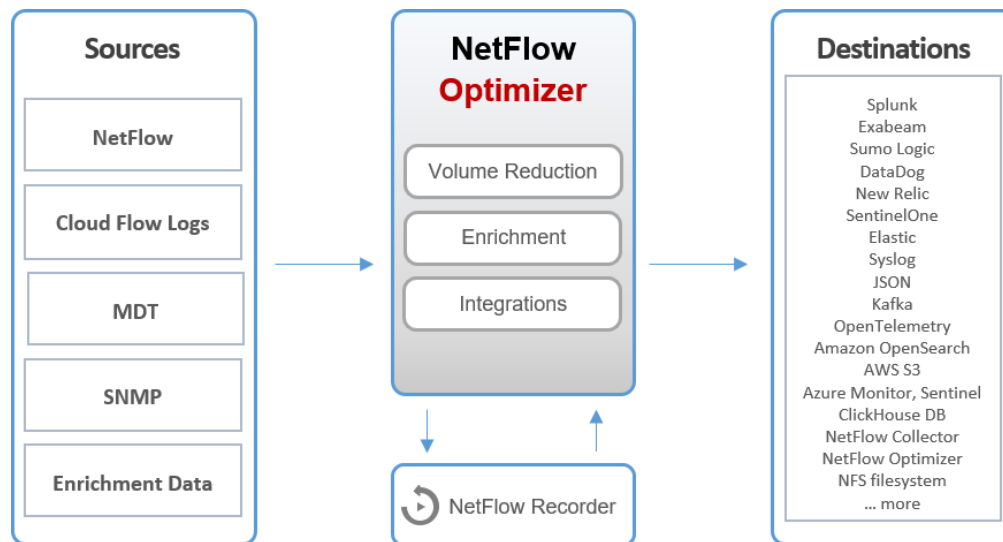 Sources
NetFlow
Cloud Flow Logs
MDT
SNMP
Enrichment Data
NetFlow
Optimizer
Volume Reduction
Enrichment
Integrations
NetFlow Recorder
Destinations
Splunk
Exabeam
Sumo Logic
DataDog
New Relic
SentinelOne
Elastic
Syslog
JSON
Kafka
OpenTelemetry
Amazon OpenSearch
AWS S3
Azure Monitor, Sentinel
ClickHouse DB
NetFlow Collector
NetFlow Optimizer
NFS filesystem
... more